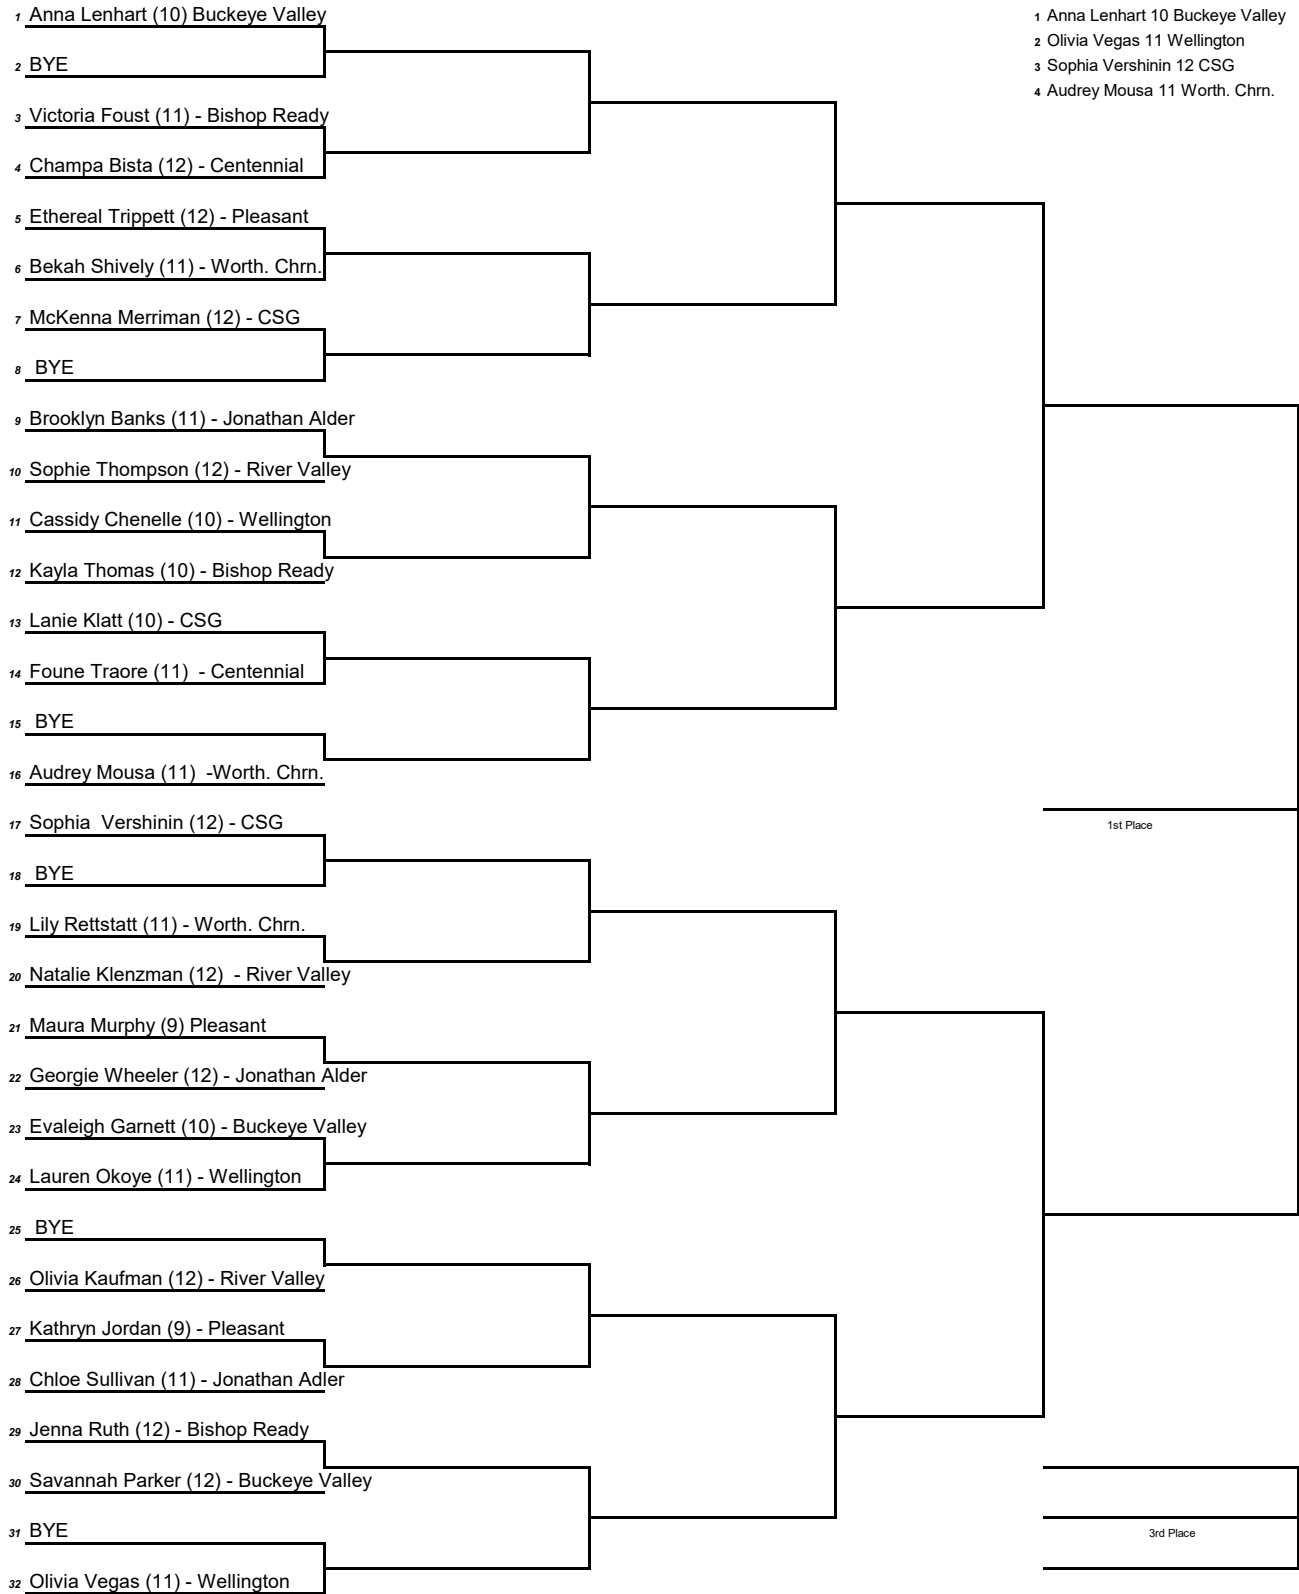 1 Anna Lenhart (10) Buckeye Valley
2 BYE
3 Victoria Foust (11) - Bishop Ready
4 Champa Bista (12) - Centennial
5 Ethereal Trippett (12) - Pleasant
6 Bekah Shively (11) - Worth. Chrn.
7 McKenna Merriman (12) - CSG
8 BYE
9 Brooklyn Banks (11) - Jonathan Alder
10 Sophie Thompson (12) - River Valley
11 Cassidy Chenelle (10) - Wellington
12 Kayla Thomas (10) - Bishop Ready
13 Lanie Klatt (10) - CSG
14 Foune Traore (11)  - Centennial
15 BYE
16 Audrey Mousa (11)  -Worth. Chrn.
17 Sophia  Vershinin (12) - CSG
18 BYE
19 Lily Rettstatt (11) - Worth. Chrn.
20 Natalie Klenzman (12)  - River Valley
21 Maura Murphy (9) Pleasant
22 Georgie Wheeler (12) - Jonathan Alder
23 Evaleigh Garnett (10) - Buckeye Valley
24 Lauren Okoye (11) - Wellington
25 BYE
26 Olivia Kaufman (12) - River Valley
27 Kathryn Jordan (9) - Pleasant
28 Chloe Sullivan (11) - Jonathan Adler
29 Jenna Ruth (12) - Bishop Ready
30 Savannah Parker (12) - Buckeye Valley
31 BYE
32 Olivia Vegas (11) - Wellington
1 Anna Lenhart 10 Buckeye Valley
2 Olivia Vegas 11 Wellington
3 Sophia Vershinin 12 CSG
4 Audrey Mousa 11 Worth. Chrn.
1st Place
3rd Place